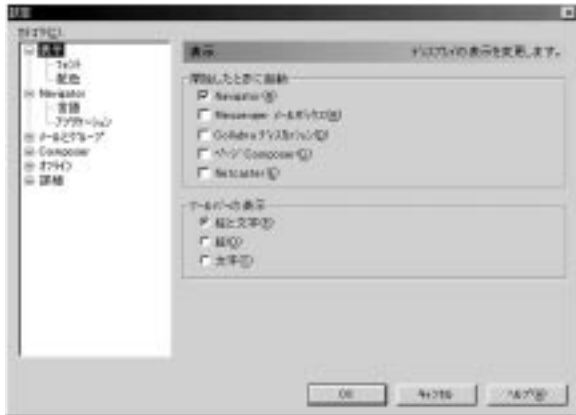 設定
カテゴリ(C):
表示
フォント
配色
Navigator
言語
アプリケーション
メールとグループ
Composer
オフライン
詳細
表示
ディスプレイの表示を変更します。
開始したときに起動
Navigator(N)
Messenger メールボックス(M)
Collabra ディスカッション(D)
ページ Composer(G)
Netcaster(E)
ツールバーの表示
絵と文字(P)
絵(O)
文字(T)
OK
キャンセル
ヘルプ(H)